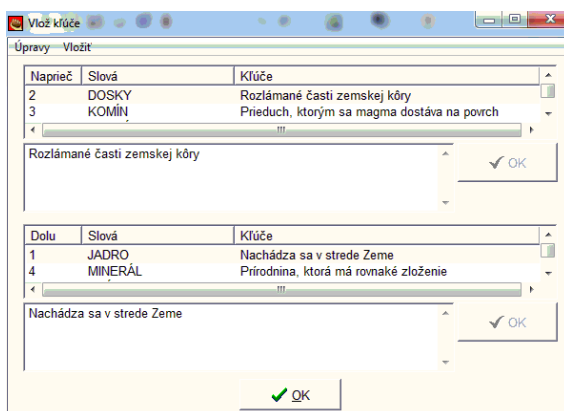 Vlož kľúče
Úpravy Vložiť
Naprieč Slová Kľúče
2 DOSKY Rozlámané časti zemskej kôry
3 KOMÍN Prieduch, ktorým sa magma dostáva na povrch
Rozlámané časti zemskej kôry
OK
Dolu Slová Kľúče
1 JADRO Nachádza sa v strede Zeme
4 MINERÁL Prírodnina, ktorá má rovnaké zloženie
Nachádza sa v strede Zeme
OK
OK